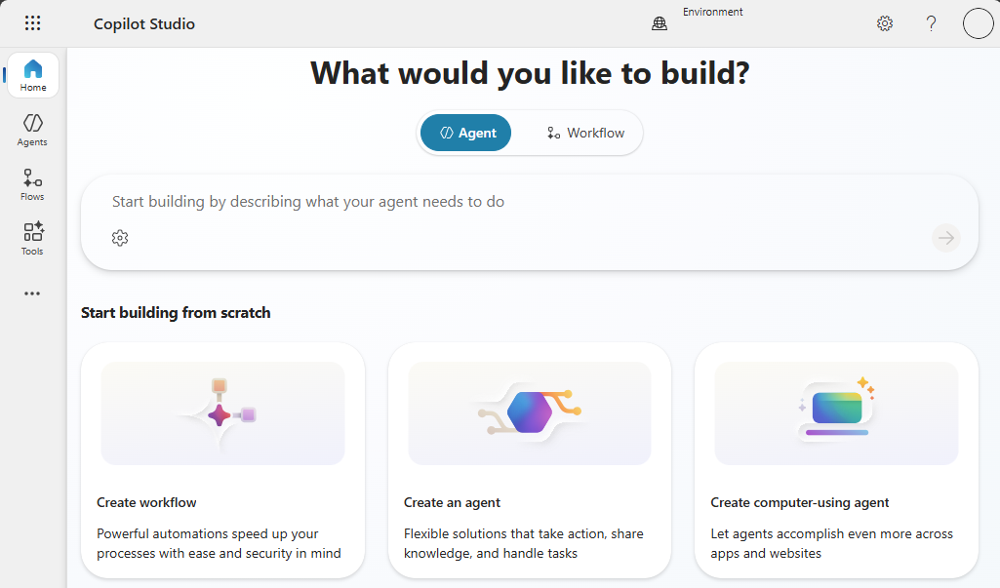 Copilot Studio
Environment
?
Home
Agents
Flows
Tools
What would you like to build?
Agent
Workflow
Start building by describing what your agent needs to do
Start building from scratch
Create workflow
Powerful automations speed up your
processes with ease and security in mind
Create an agent
Flexible solutions that take action, share
knowledge, and handle tasks
Create computer-using agent
Let agents accomplish even more across
apps and websites